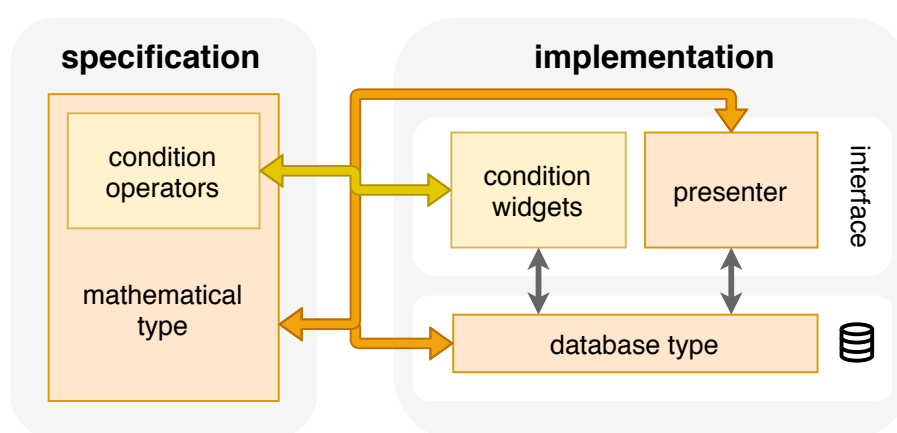 specification
implementation
condition
operators
mathematical
type
condition
widgets
presenter
interface
database type